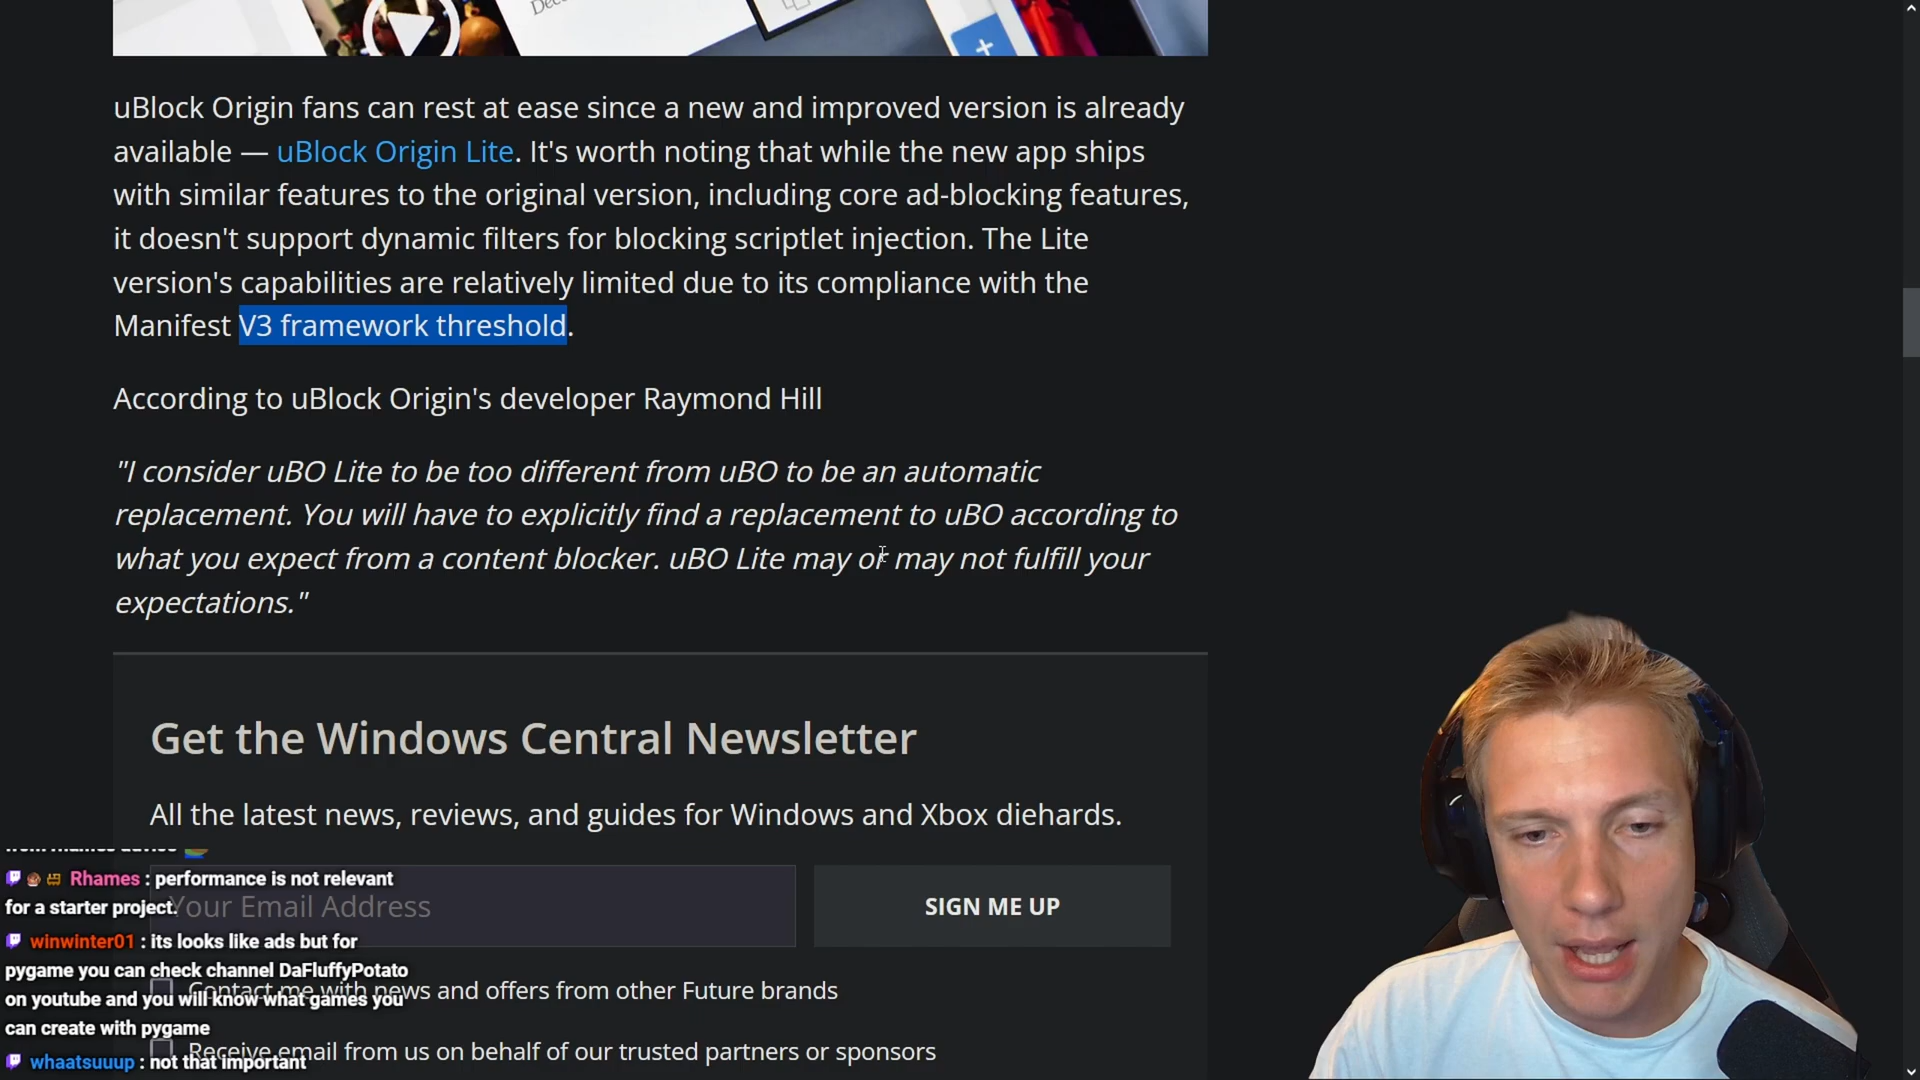 uBlock Origin fans can rest at ease since a new and improved version is already
available — uBlock Origin Lite. It's worth noting that while the new app ships
with similar features to the original version, including core ad-blocking features,
it doesn't support dynamic filters for blocking scriptlet injection. The Lite
version's capabilities are relatively limited due to its compliance with the
Manifest V3 framework threshold.
According to uBlock Origin's developer Raymond Hill
"I consider uBO Lite to be too different from uBO to be an automatic
replacement. You will have to explicitly find a replacement to uBO according to
what you expect from a content blocker. uBO Lite may or may not fulfill your
expectations."
Get the Windows Central Newsletter
All the latest news, reviews, and guides for Windows and Xbox diehards.
Your Email Address
SIGN ME UP
Contact me with news and offers from other Future brands
Receive email from us on behalf of our trusted partners or sponsors
Rhames : performance is not relevant
for a starter project.
winwinter01 : its looks like ads but for
pygame you can check channel DaFluffyPotato
on youtube and you will know what games you
can create with pygame
whaatsuuup : not that important